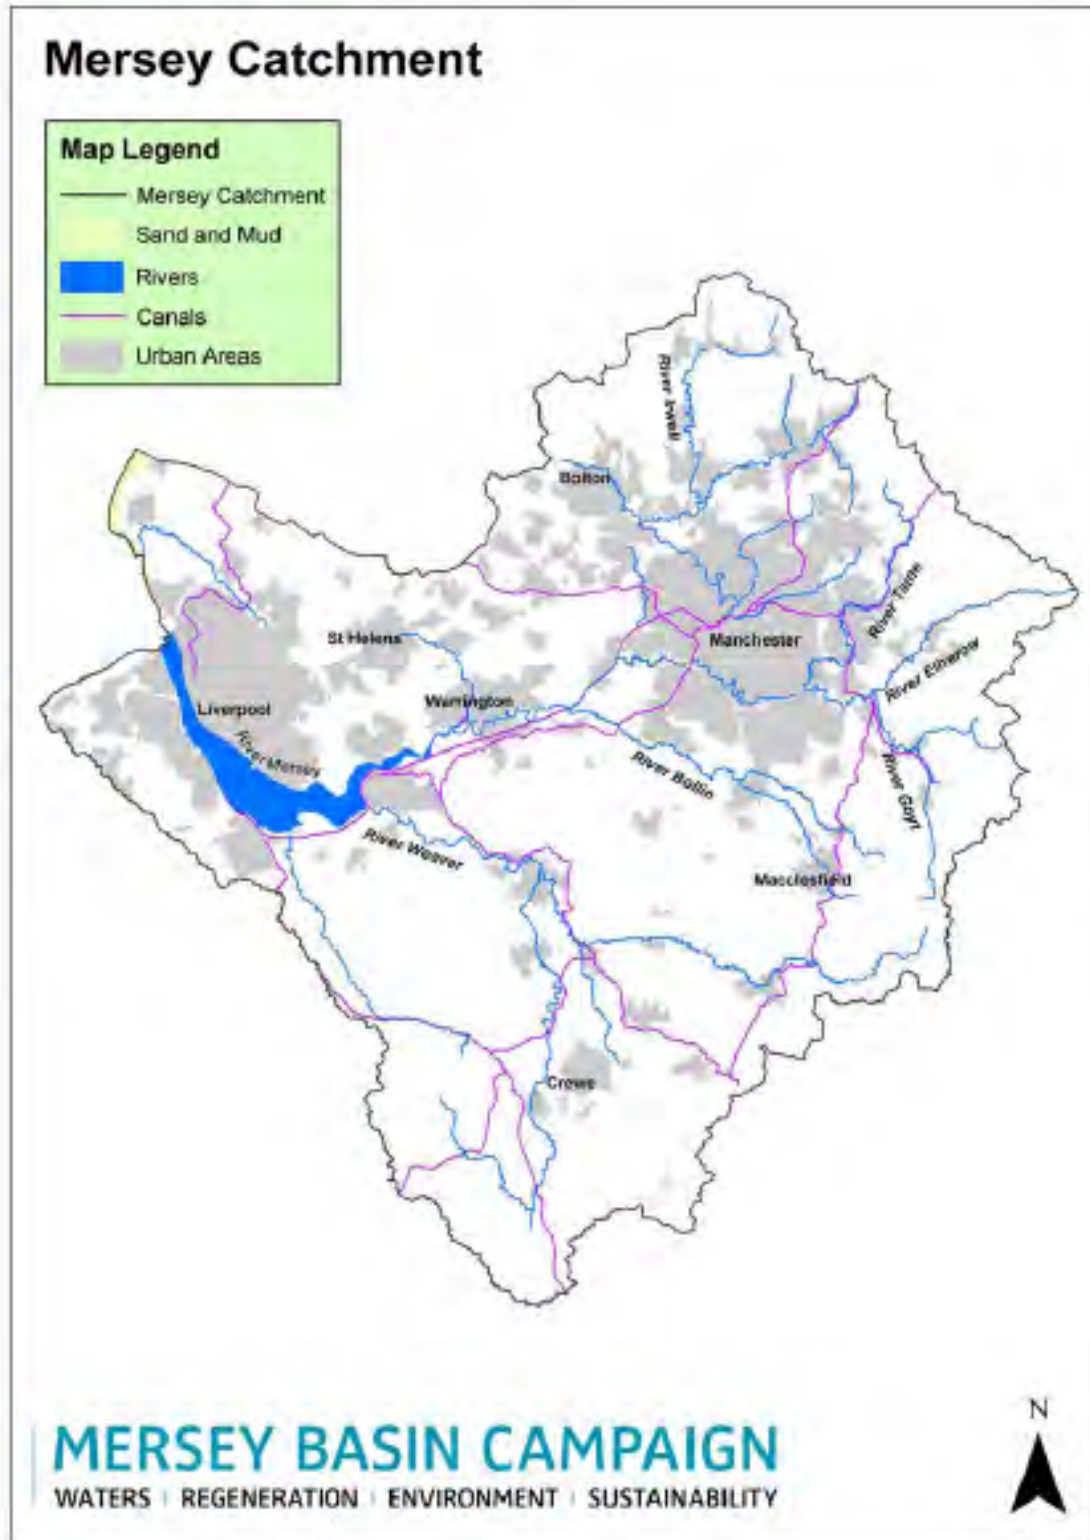 Mersey Catchment
Map Legend
Mersey Catchment
Sand and Mud
Rivers
Canals
Urban Areas
River Irwell
Bolton
River Tame
St Helens
Manchester
River Etherow
Liverpool
Warrington
River Mersey
River Bollin
River Goyt
River Weaver
Macclesfield
Crewe
N
MERSEY BASIN CAMPAIGN
WATERS | REGENERATION | ENVIRONMENT | SUSTAINABILITY